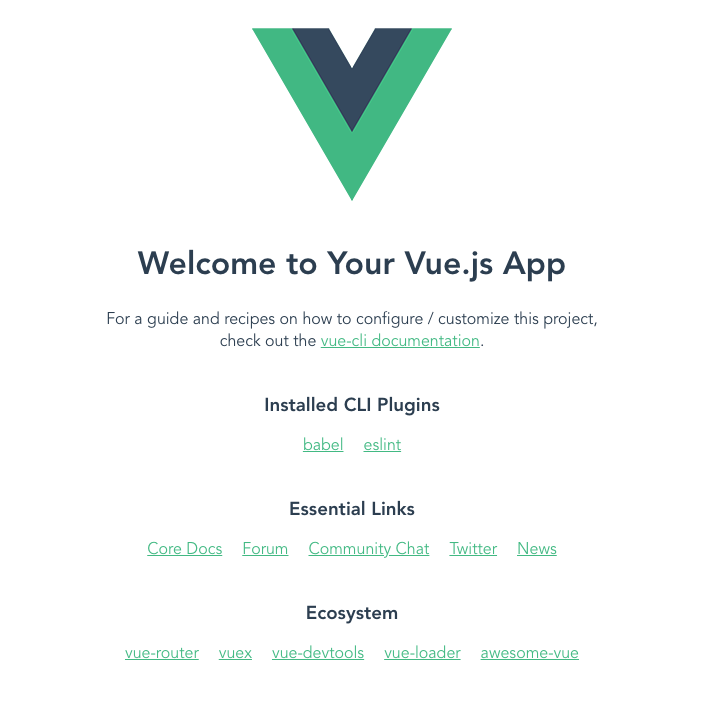 Welcome to Your Vue.js App
For a guide and recipes on how to configure / customize this project,
check out the vue-cli documentation.
Installed CLI Plugins
babel eslint
Essential Links
Core Docs Forum Community Chat Twitter News
Ecosystem
vue-router vuex vue-devtools vue-loader awesome-vue